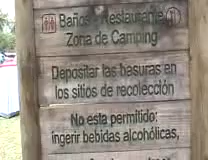 Baños - Restaurante
Zona de Camping
Depositar las basuras en
los sitios de recolección
No esta permitido:
ingerir bebidas alcohólicas,